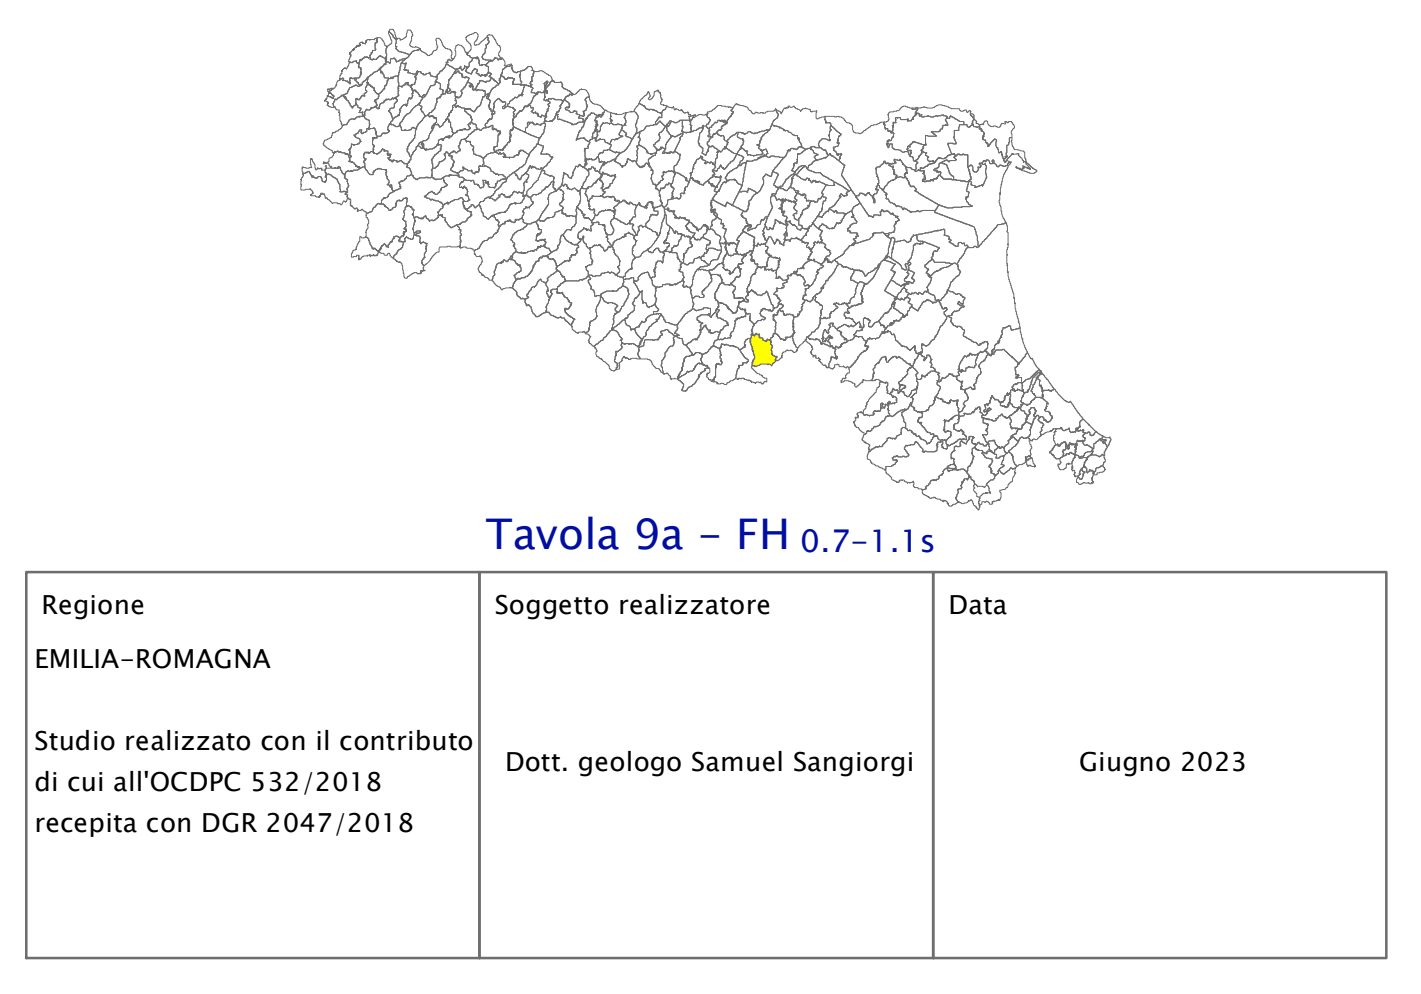 Tavola 9a - FH 0.7-1.1s
Regione
EMILIA-ROMAGNA
Studio realizzato con il contributo
di cui all'OCDPC 532/2018
recepita con DGR 2047/2018
Soggetto realizzatore
Dott. geologo Samuel Sangiorgi
Data
Giugno 2023